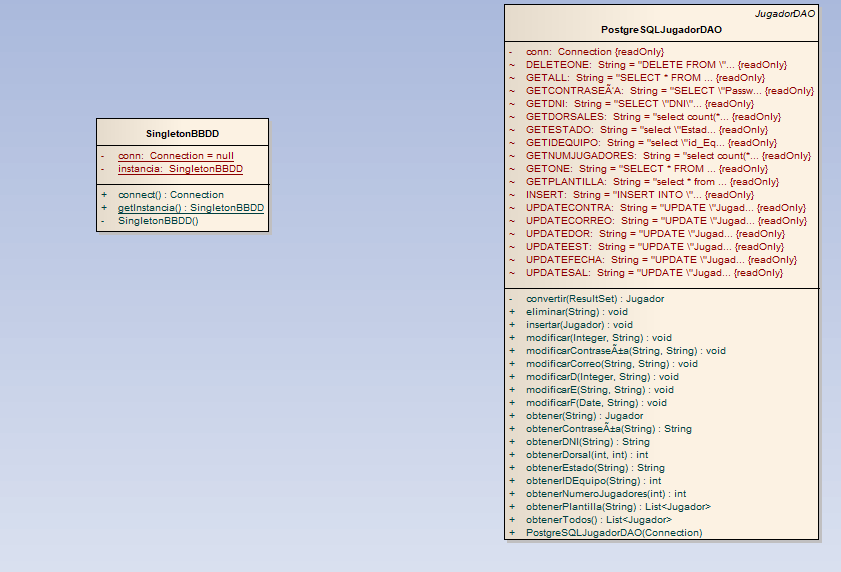 SingletonBBDD
- conn: Connection = null
- instancia: SingletonBBDD
+ connect() : Connection
+ getInstancia() : SingletonBBDD
- SingletonBBDD()
JugadorDAO
PostgreSQLJugadorDAO
- conn: Connection {readOnly}
~ DELETEONE: String = "DELETE FROM \"... {readOnly}
~ GETALL: String = "SELECT * FROM ... {readOnly}
~ GETCONTRASEÃ'A: String = "SELECT \"Passw... {readOnly}
~ GETDNI: String = "SELECT \"DNI\"... {readOnly}
~ GETDORSALES: String = "select count(*... {readOnly}
~ GETESTADO: String = "select \"Estad... {readOnly}
~ GETIDEQUIPO: String = "select \"id_Eq... {readOnly}
~ GETNUMJUGADORES: String = "select count(*... {readOnly}
~ GETONE: String = "SELECT * FROM ... {readOnly}
~ GETPLANTILLA: String = "select * from ... {readOnly}
~ INSERT: String = "INSERT INTO \"... {readOnly}
~ UPDATECONTRA: String = "UPDATE \"Jugad... {readOnly}
~ UPDATECORREO: String = "UPDATE \"Jugad... {readOnly}
~ UPDATEDOR: String = "UPDATE \"Jugad... {readOnly}
~ UPDATEEST: String = "UPDATE \"Jugad... {readOnly}
~ UPDATEFECHA: String = "UPDATE \"Jugad... {readOnly}
~ UPDATESAL: String = "UPDATE \"Jugad... {readOnly}
- convertir(ResultSet) : Jugador
+ eliminar(String) : void
+ insertar(Jugador) : void
+ modificar(Integer, String) : void
+ modificarContraseÃ±a(String, String) : void
+ modificarCorreo(String, String) : void
+ modificarD(Integer, String) : void
+ modificarE(String, String) : void
+ modificarF(Date, String) : void
+ obtener(String) : Jugador
+ obtenerContraseÃ±a(String) : String
+ obtenerDNI(String) : String
+ obtenerDorsal(int, int) : int
+ obtenerEstado(String) : String
+ obtenerIDEquipo(String) : int
+ obtenerNumeroJugadores(int) : int
+ obtenerPlantilla(String) : List<Jugador>
+ obtenerTodos() : List<Jugador>
+ PostgreSQLJugadorDAO(Connection)